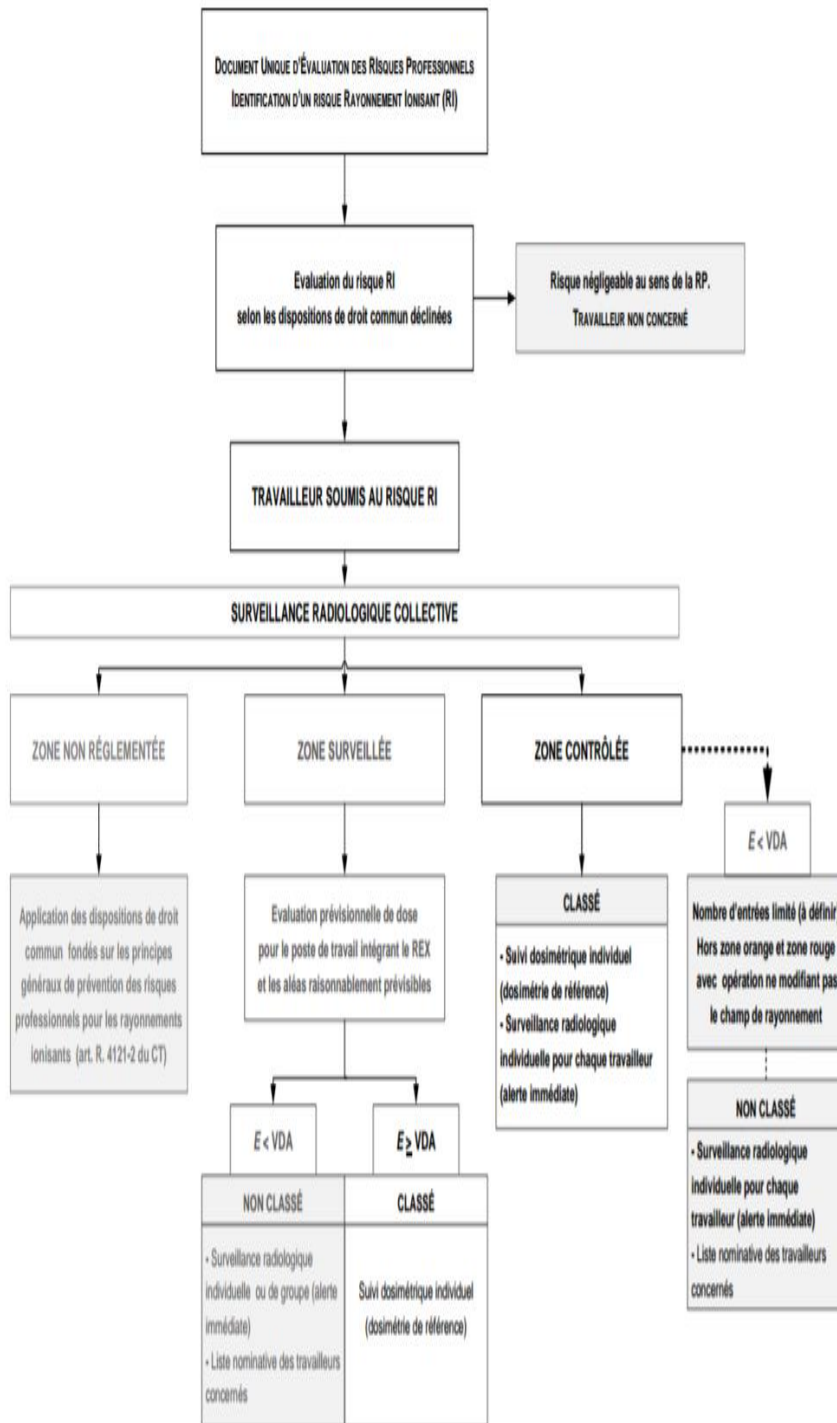 DOCUMENT UNIQUE D'ÉVALUATION DES RISQUES PROFESSIONNELS
IDENTIFICATION D'UN RISQUE RAYONNEMENT IONISANT (RI)
Evaluation du risque RI
selon les dispositions de droit commun déclinées
Risque négligeable au sens de la RP.
TRAVAILLEUR NON CONCERNÉ
TRAVAILLEUR SOUMIS AU RISQUE RI
SURVEILLANCE RADIOLOGIQUE COLLECTIVE
ZONE NON RÉGLEMENTÉE
ZONE SURVEILLÉE
ZONE CONTRÔLÉE
E < VDA
Application des dispositions de droit
commun fondés sur les principes
généraux de prévention des risques
professionnels pour les rayonnements
ionisants (art. R. 4121-2 du CT)
Evaluation prévisionnelle de dose
pour le poste de travail intégrant le REX
et les aléas raisonnablement prévisibles
CLASSÉ
- Suivi dosimétrique individuel
(dosimétrie de référence)
- Surveillance radiologique
individuelle pour chaque travailleur
(alerte immédiate)
Nombre d'entrées limité (à définir
Hors zone orange et zone rouge
avec opération ne modifiant pas
le champ de rayonnement
NON CLASSÉ
- Surveillance radiologique
individuelle pour chaque
travailleur (alerte immédiate)
- Liste nominative des travailleurs
concernés
E < VDA
E ≥ VDA
NON CLASSÉ
- Surveillance radiologique
individuelle ou de groupe (alerte
immédiate)
- Liste nominative des travailleurs
concernés
CLASSÉ
Suivi dosimétrique individuel
(dosimétrie de référence)